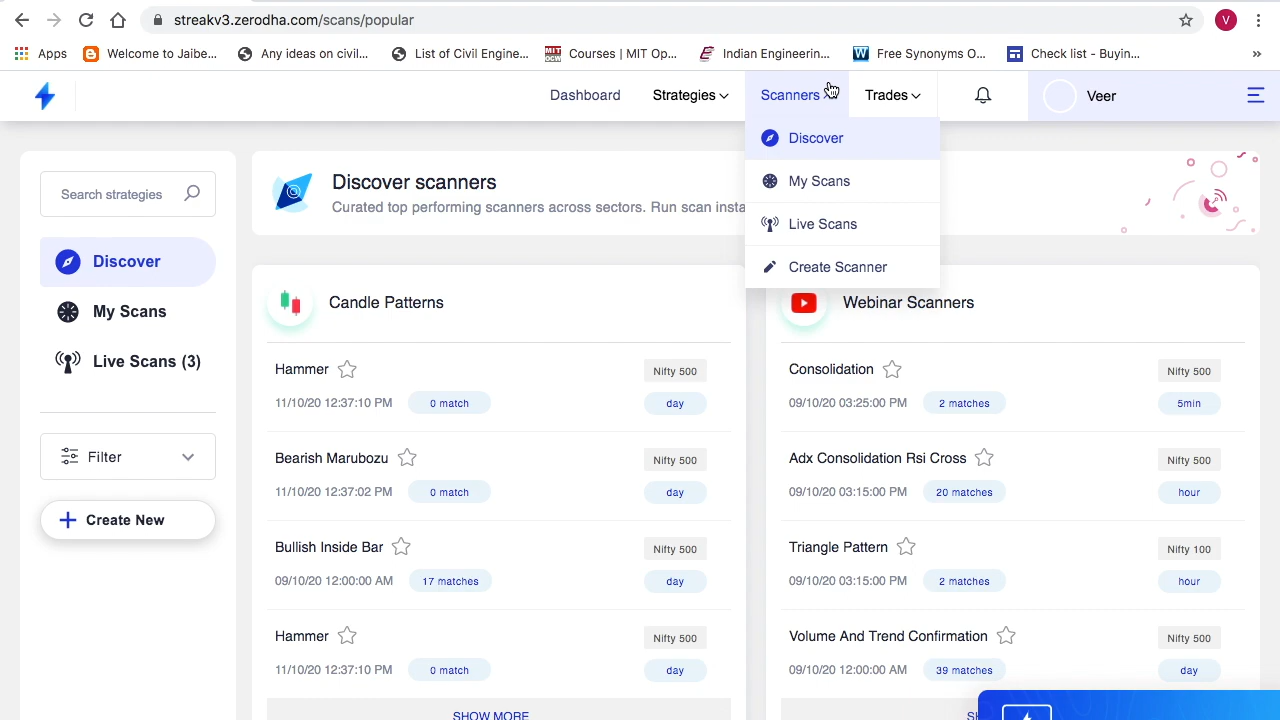 streakv3.zerodha.com/scans/popular
V
Apps
Welcome to Jaibe...
Any ideas on civil...
List of Civil Engine...
Courses | MIT Op...
Indian Engineerin...
Free Synonyms O...
Check list - Buyin...
»
Dashboard
Strategies
Scanners
Trades
Veer
Discover
My Scans
Live Scans
Create Scanner
Search strategies
Discover
My Scans
Live Scans (3)
Filter
+ Create New
Discover scanners
Curated top performing scanners across sectors. Run scan insta
Candle Patterns
Hammer
Nifty 500
11/10/20 12:37:10 PM
0 match
day
Bearish Marubozu
Nifty 500
11/10/20 12:37:02 PM
0 match
day
Bullish Inside Bar
Nifty 500
09/10/20 12:00:00 AM
17 matches
day
Hammer
Nifty 500
11/10/20 12:37:10 PM
0 match
day
SHOW MORE
Webinar Scanners
Consolidation
Nifty 500
09/10/20 03:25:00 PM
2 matches
5min
Adx Consolidation Rsi Cross
Nifty 500
09/10/20 03:15:00 PM
20 matches
hour
Triangle Pattern
Nifty 100
09/10/20 03:15:00 PM
2 matches
hour
Volume And Trend Confirmation
Nifty 500
09/10/20 12:00:00 AM
39 matches
day